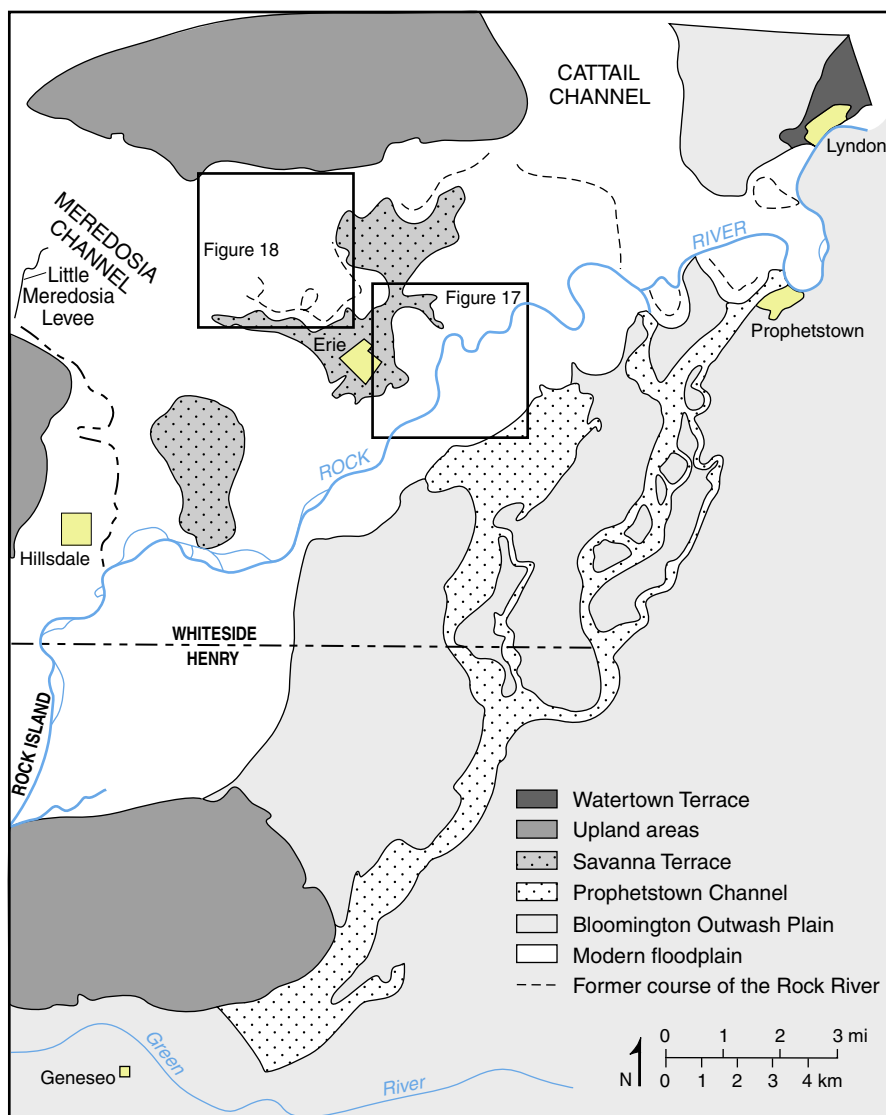 CATTAIL
CHANNEL
Lyndon
MEREDOSIA
CHANNEL
Figure 18
RIVER
Little
Meredosia
Levee
Figure 17
Prophetstown
Erie
ROCK
Hillsdale
WHITESIDE
HENRY
ROCK ISLAND
Watertown Terrace
Upland areas
Savanna Terrace
Prophetstown Channel
Bloomington Outwash Plain
Modern floodplain
Former course of the Rock River
0 1 2 3 mi
0 1 2 3 4 km
N
Green
River
Geneseo